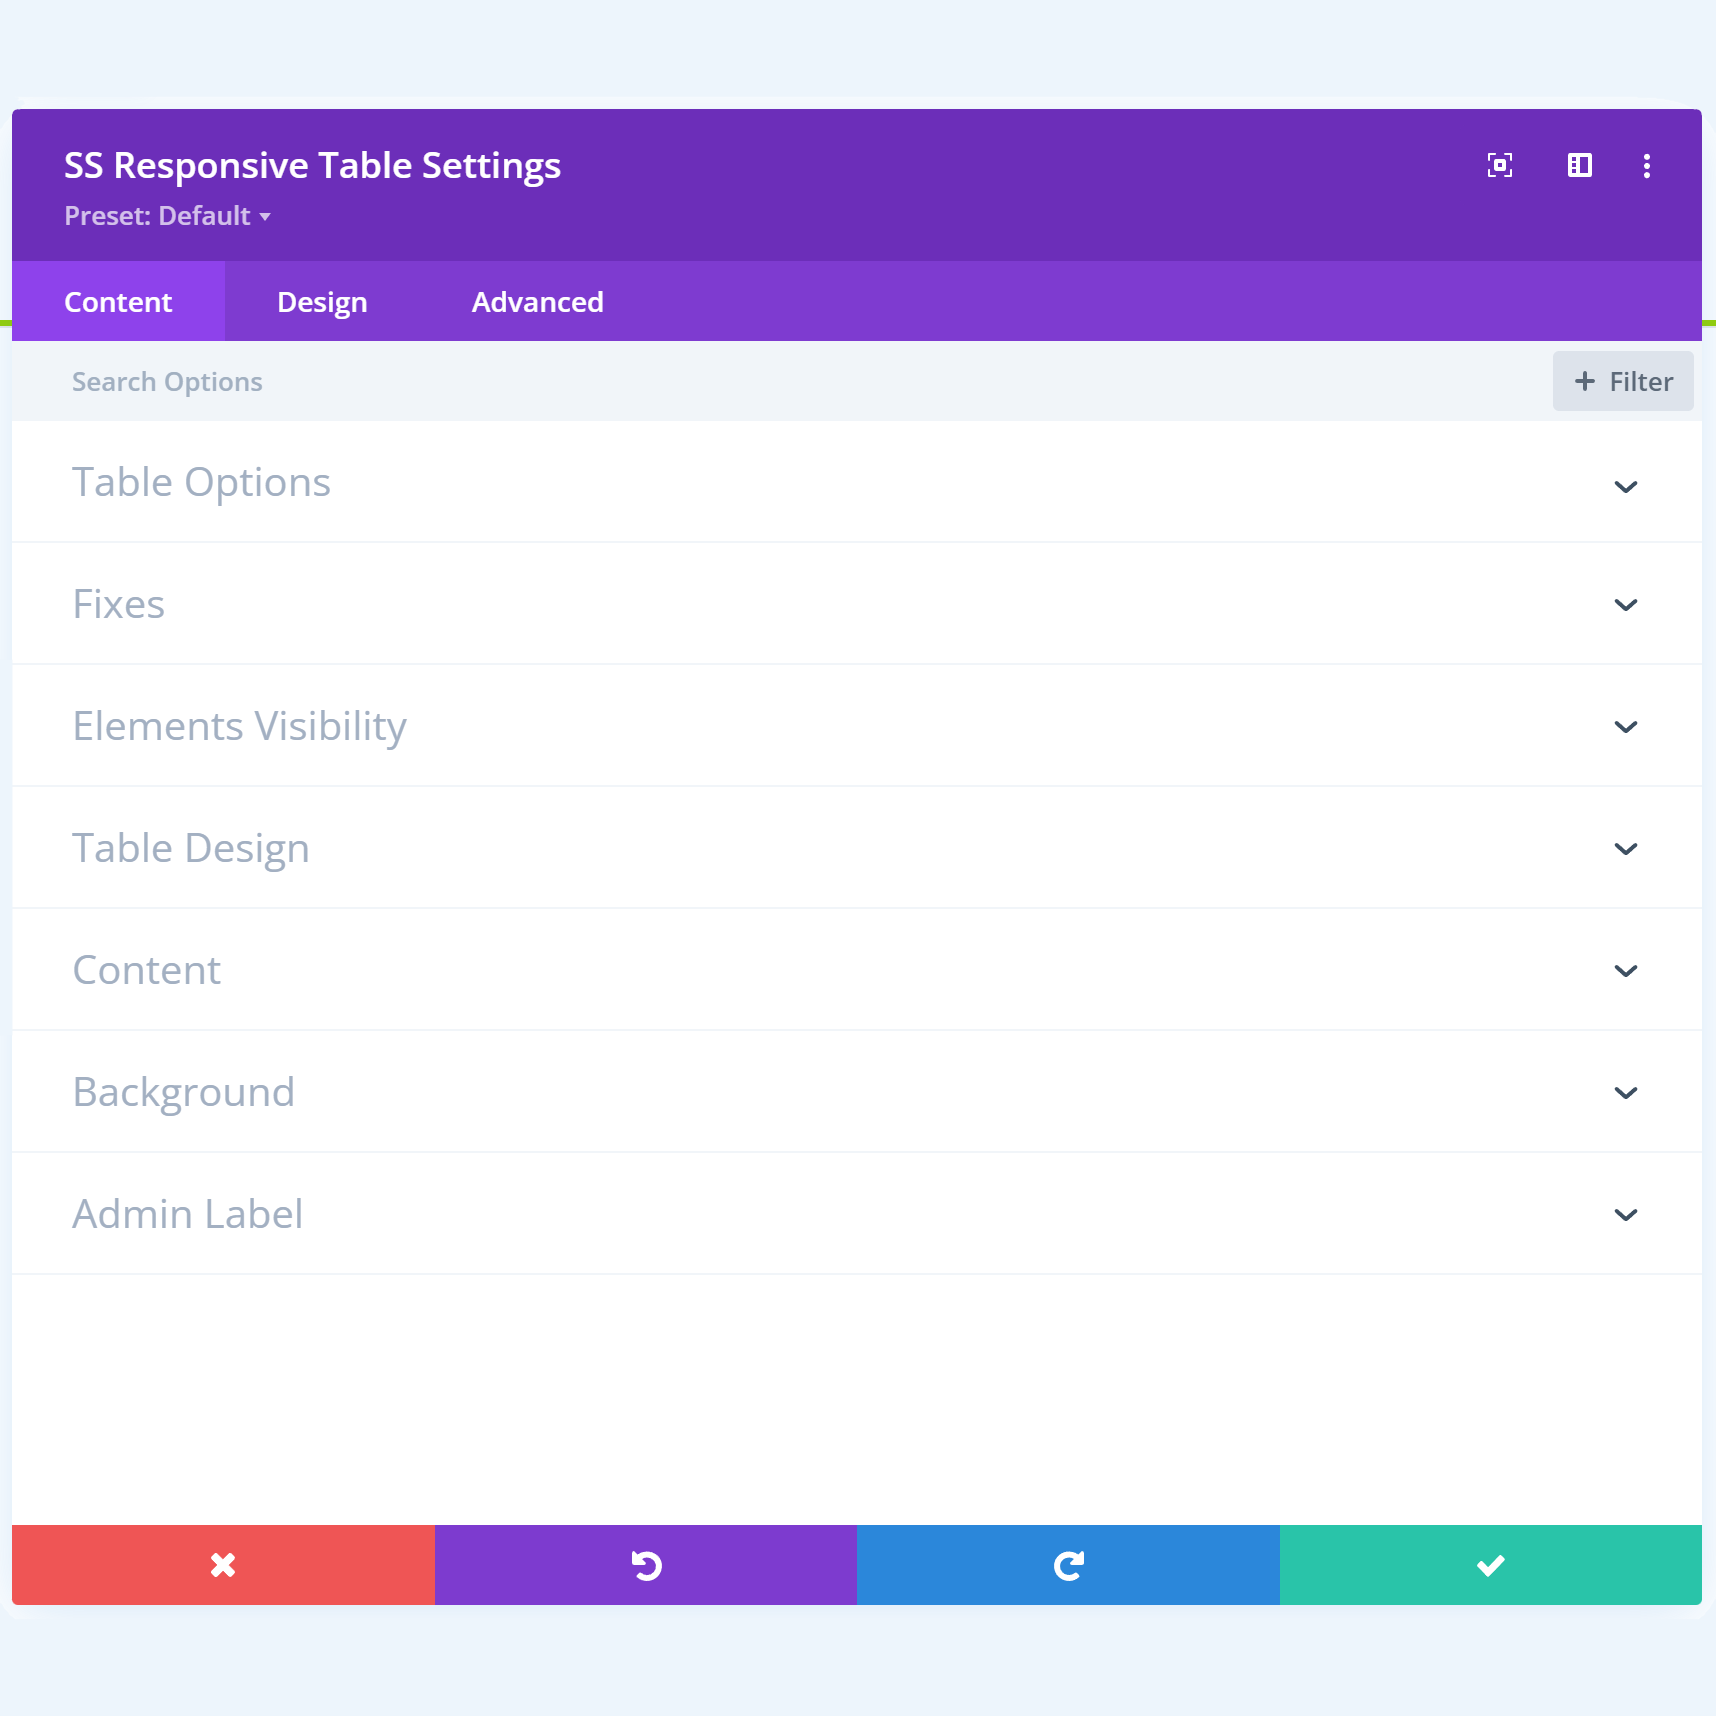 SS Responsive Table Settings
Preset: Default
Content Design Advanced
Search Options + Filter
Table Options
Fixes
Elements Visibility
Table Design
Content
Background
Admin Label